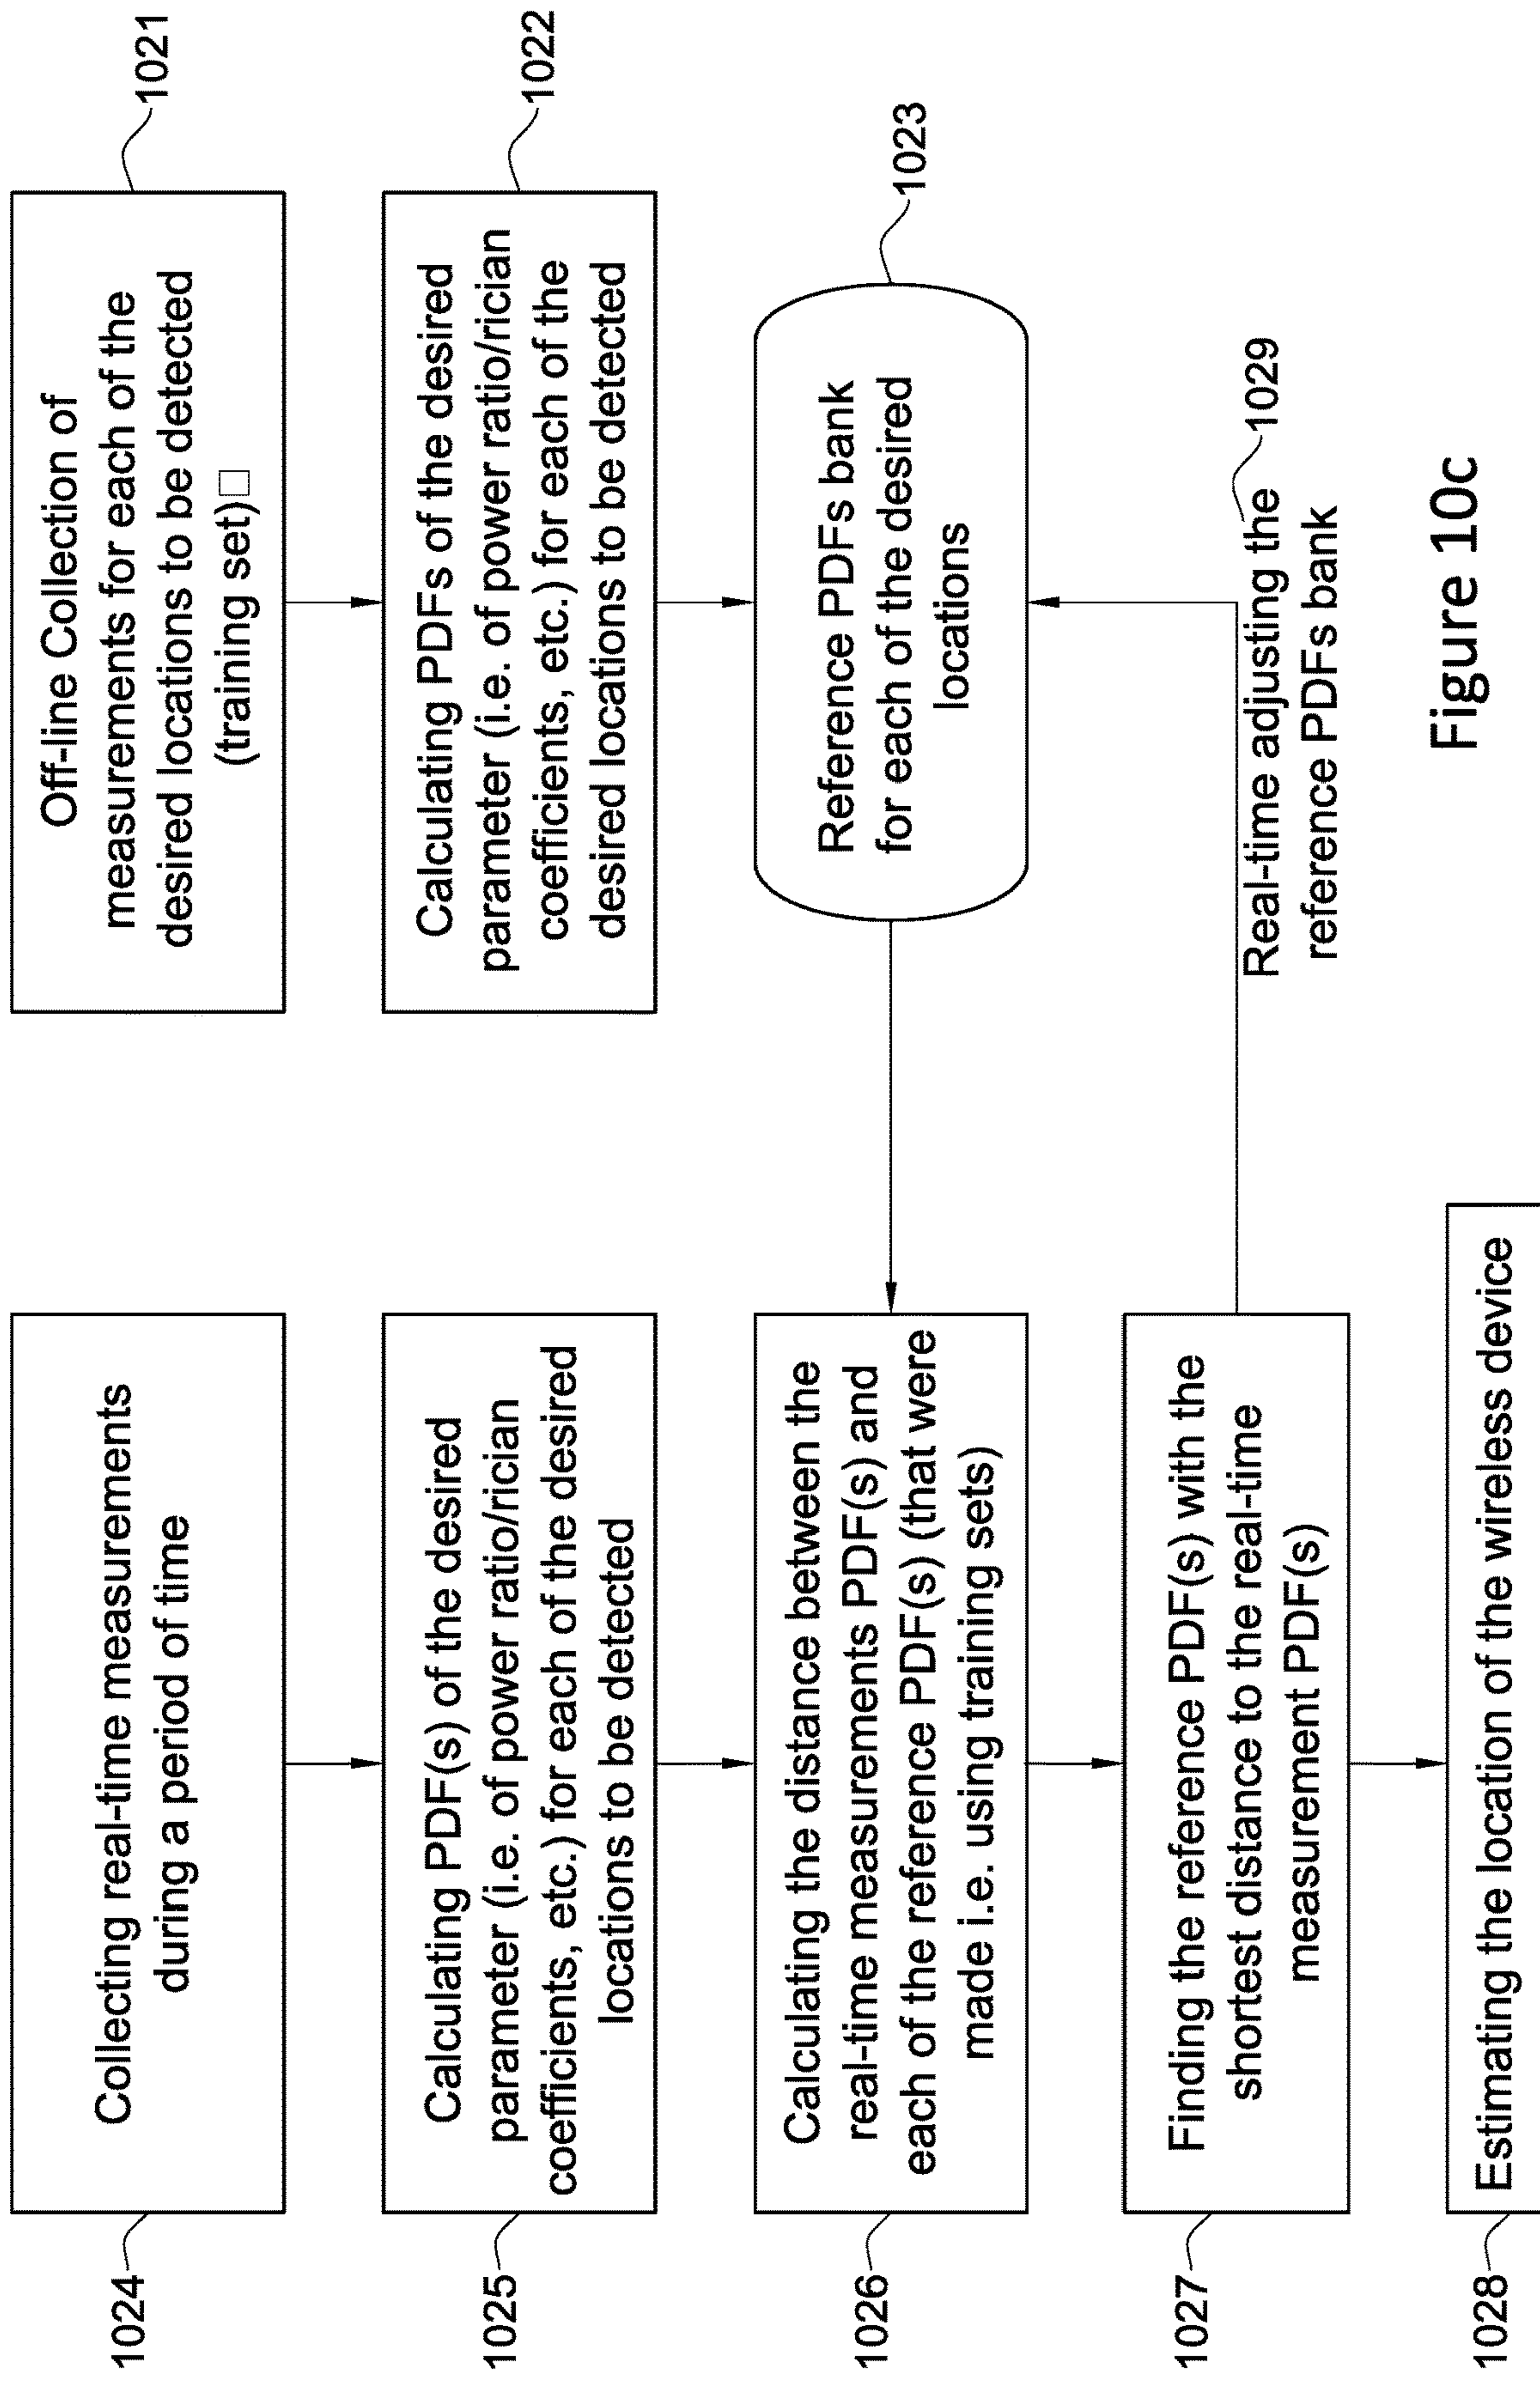 1024
Collecting real-time measurements
during a period of time
1025
Calculating PDF(s) of the desired
parameter (i.e. of power ratio/rician
coefficients, etc.) for each of the desired
locations to be detected
1026
Calculating the distance between the
real-time measurements PDF(s) and
each of the reference PDF(s) (that were
made i.e. using training sets)
1027
Finding the reference PDF(s) with the
shortest distance to the real-time
measurement PDF(s)
1028
Estimating the location of the wireless device
Off-line Collection of
measurements for each of the
desired locations to be detected
(training set)□
1021
Calculating PDFs of the desired
parameter (i.e. of power ratio/rician
coefficients, etc.) for each of the
desired locations to be detected
1022
Reference PDFs bank
for each of the desired
locations
1023
Real-time adjusting the
reference PDFs bank
1029
Figure 10c